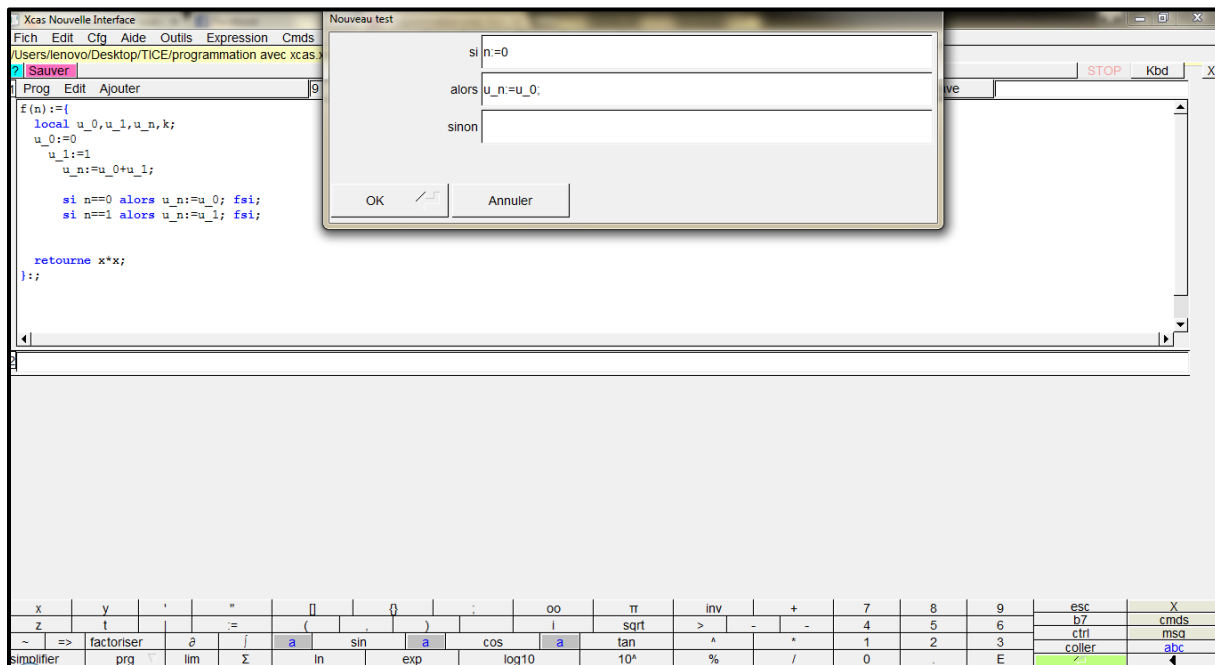 Xcas Nouvelle Interface
Nouveau test
Fich Edit Cfg Aide Outils Expression Cmds
/Users/lenovo/Desktop/TICE/programmation avec xcas.x
? Sauver STOP Kbd X
Prog Edit Ajouter 9
si n:=0
alors u_n:=u_0;
sinon
OK Annuler
f(n):={
local u_0,u_1,u_n,k;
u_0:=0
u_1:=1
u_n:=u_0+u_1;
si n==0 alors u_n:=u_0; fsi;
si n==1 alors u_n:=u_1; fsi;
retourne x*x;
}:;
2
x y ' " [] {} ; oo π inv + 7 8 9 esc X
z t | := ( , ) i sqrt > - - 4 5 6 b7 cmds
~ => factoriser ∂ ∫ a sin a cos a tan ^ * 1 2 3 ctrl msg
simplifier prg lim Σ ln exp log10 10^ % / 0 . E coller abc